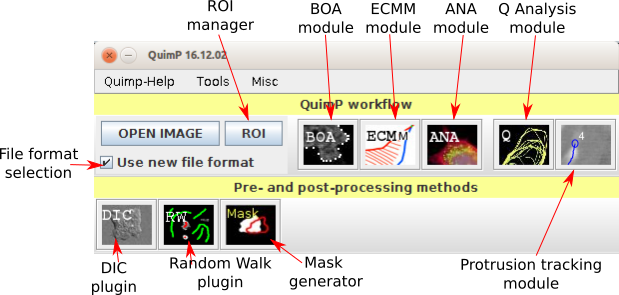 ROI
manager
BOA
module
ECMM
module
ANA
module
Q Analysis
module
QuimP 16.12.02
Quimp-Help Tools Misc
QuimP workflow
OPEN IMAGE ROI
BOA ECMM ANA Q 4
File format
selection
Use new file format
Pre- and post-processing methods
DIC RW Mask
DIC
plugin
Random Walk
plugin
Mask
generator
Protrusion tracking
module